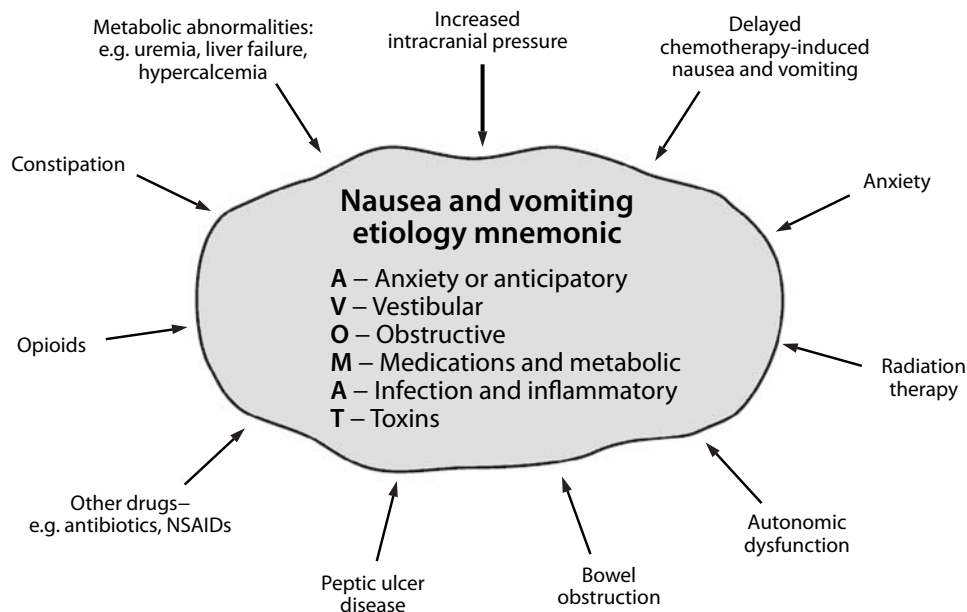 Metabolic abnormalities:
e.g. uremia, liver failure,
hypercalcemia
Increased
intracranial pressure
Delayed
chemotherapy-induced
nausea and vomiting
Constipation
Anxiety
Nausea and vomiting
etiology mnemonic
A – Anxiety or anticipatory
V – Vestibular
O – Obstructive
M – Medications and metabolic
A – Infection and inflammatory
T – Toxins
Opioids
Radiation
therapy
Other drugs–
e.g. antibiotics, NSAIDs
Autonomic
dysfunction
Peptic ulcer
disease
Bowel
obstruction